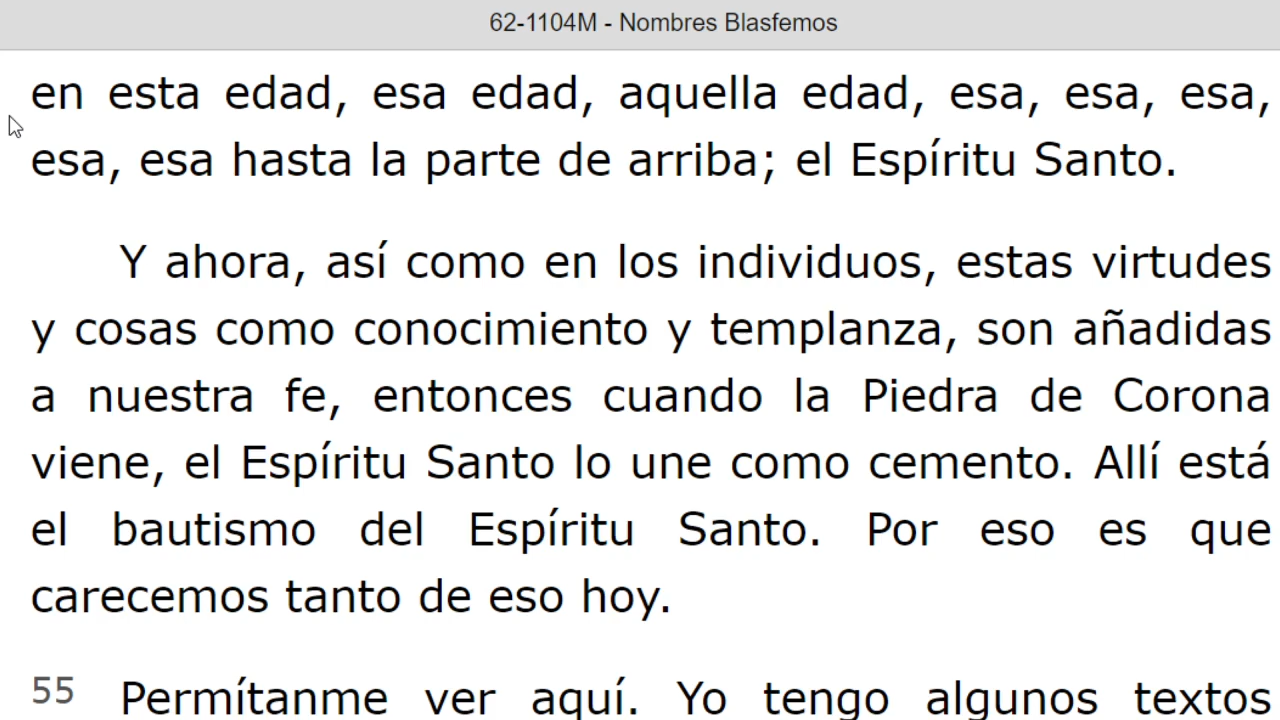 62-1104M - Nombres Blasfemos
en esta edad, esa edad, aquella edad, esa, esa, esa,
esa, esa hasta la parte de arriba; el Espíritu Santo.
Y ahora, así como en los individuos, estas virtudes
y cosas como conocimiento y templanza, son añadidas
a nuestra fe, entonces cuando la Piedra de Corona
viene, el Espíritu Santo lo une como cemento. Allí está
el bautismo del Espíritu Santo. Por eso es que
carecemos tanto de eso hoy.
55 Permítanme ver aquí. Yo tengo algunos textos